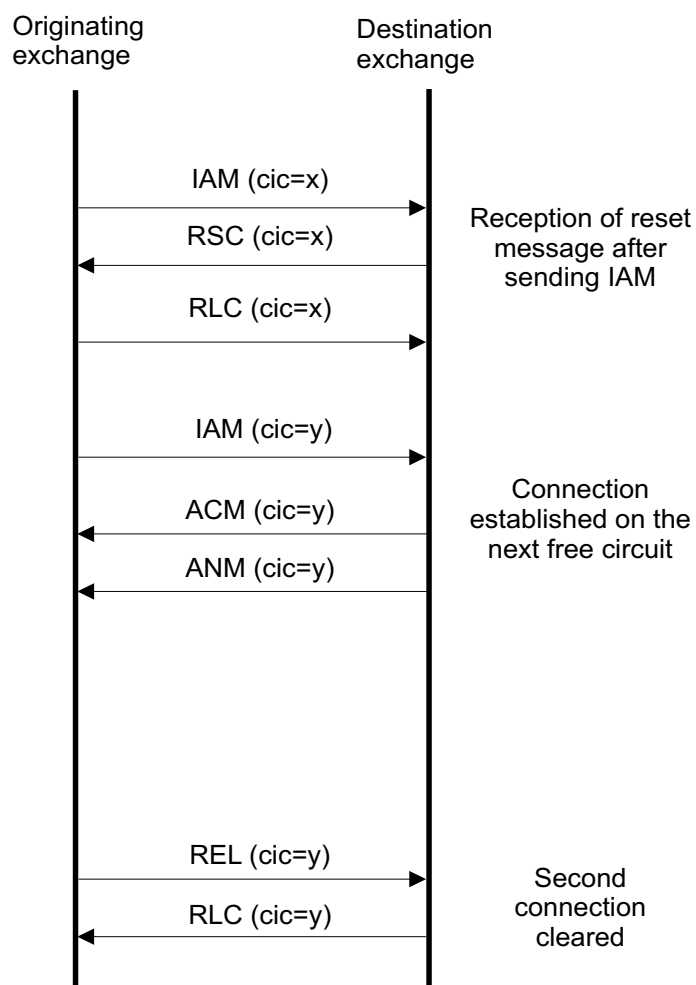 Originating
exchange
Destination
exchange
IAM (cic=x)
RSC (cic=x)
Reception of reset
message after
sending IAM
RLC (cic=x)
IAM (cic=y)
ACM (cic=y)
Connection
established on the
next free circuit
ANM (cic=y)
REL (cic=y)
RLC (cic=y)
Second
connection
cleared